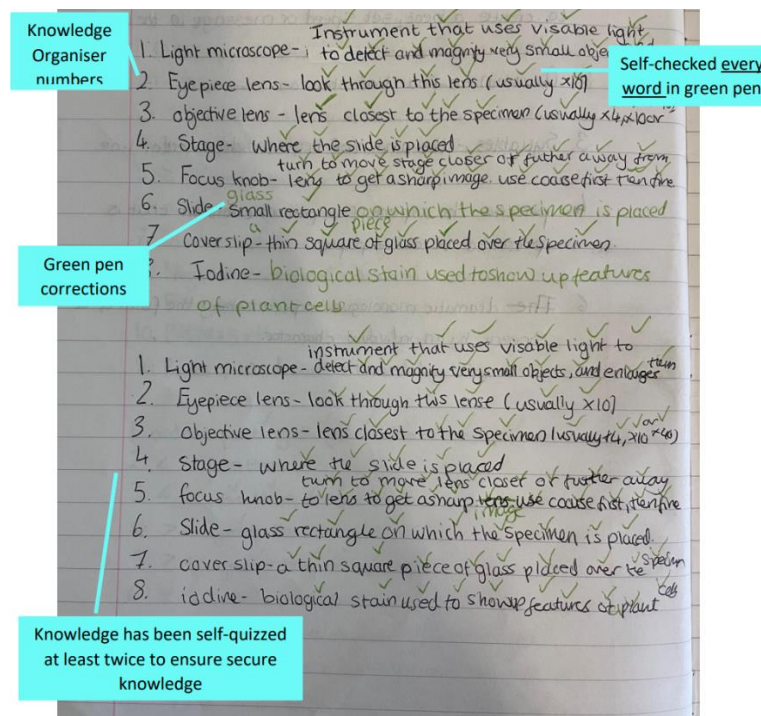 Knowledge
Organiser
numbers
Self-checked every
word in green pen
Green pen
corrections
Knowledge has been self-quizzed
at least twice to ensure secure
knowledge
Instrument that uses visable light
1. Light microscope- to detect and magnify very small
2. Eyepiece lens- look through this lens (usually x10)
3. objective lens- lens closest to the specimen (usually x4, x10 or
4. Stage- where the slide is placed
turn to move stage closer or futher away from
5. Focus knob- lens to get a sharp image. use coarse first then fine
glass
6. Slide- small rectangle on which the specimen is placed
a piece
7 cover slip- thin square of glass placed over the specimen.
Iodine- biological stain used to show up features
of plant cells
instrument that uses visable light to
1. Light microscope- detect and magnify very small objects, and enlarges them
2. Eyepiece lens- look through this lense (usually x10)
3. Objective lens- lens closest to the specimen (usually x4, x10 or x40)
4. Stage- where the slide is placed
turn to move lens closer or further away
5. focus knob- to lens to get a sharp image use coarse fist, then fine
6. Slide- glass rectangle on which the specimen is placed.
7. cover slip- a thin square piece of glass placed over the
8. iodine- biological stain used to show up features of plant cells